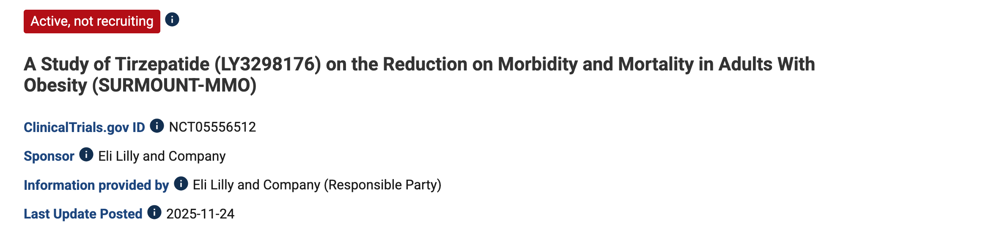 Active, not recruiting
A Study of Tirzepatide (LY3298176) on the Reduction on Morbidity and Mortality in Adults With
Obesity (SURMOUNT-MMO)
ClinicalTrials.gov ID NCT05556512
Sponsor Eli Lilly and Company
Information provided by Eli Lilly and Company (Responsible Party)
Last Update Posted 2025-11-24